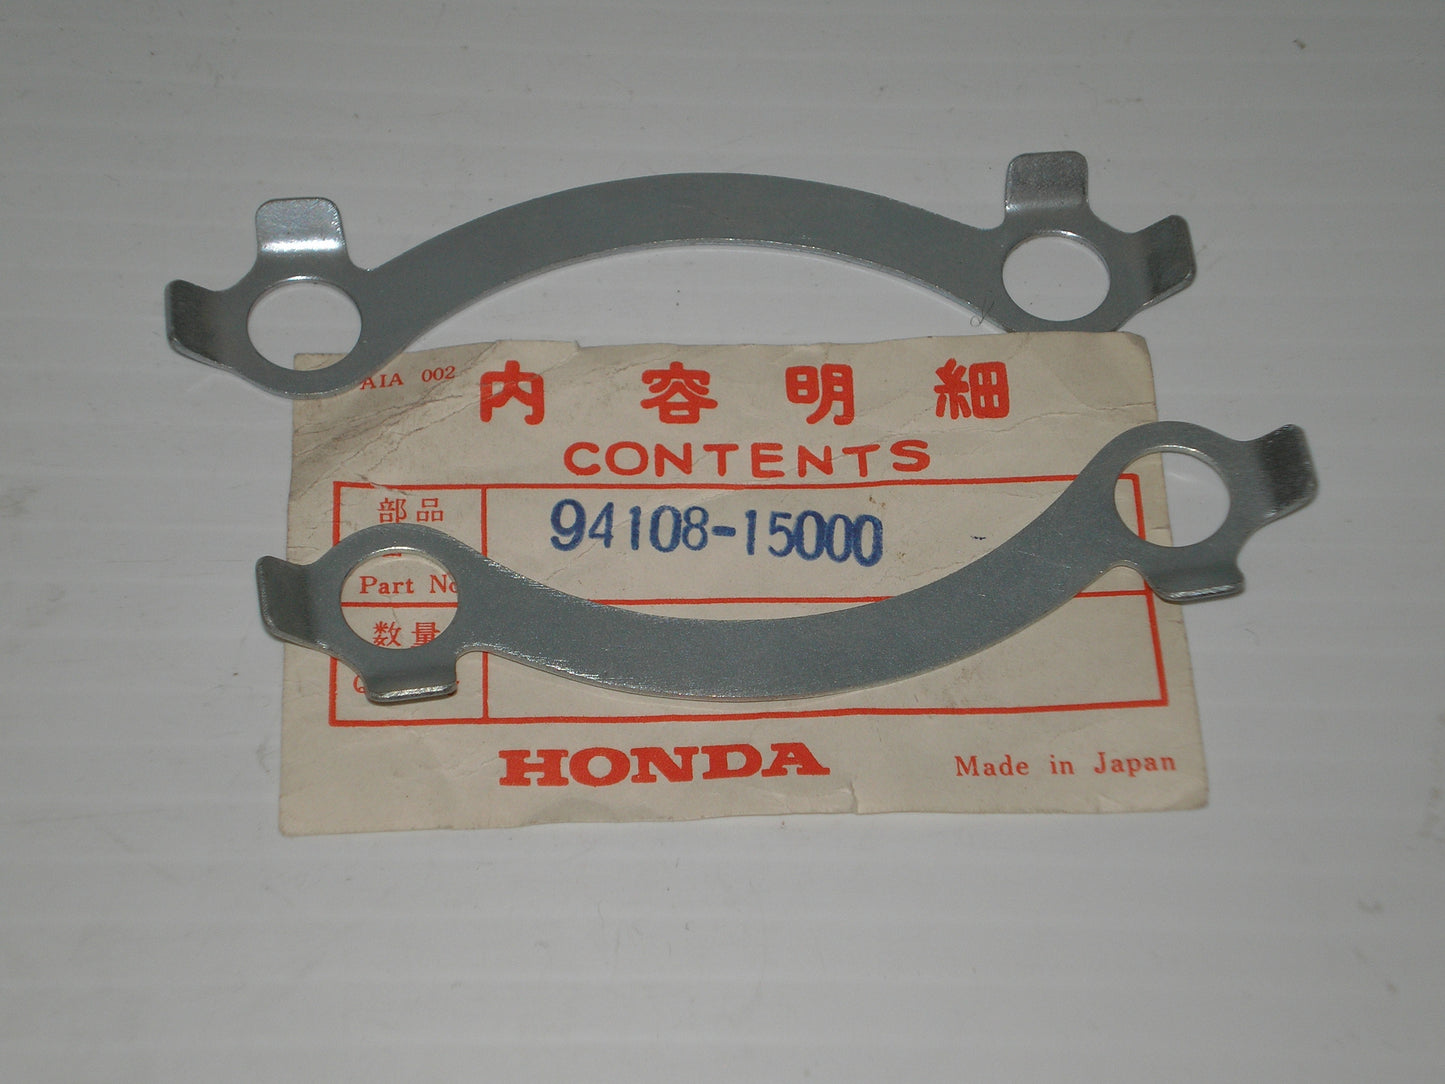 AIA 002
内容明細
CONTENTS
部品
94108-15000
Part No
数量
HONDA
Made in Japan